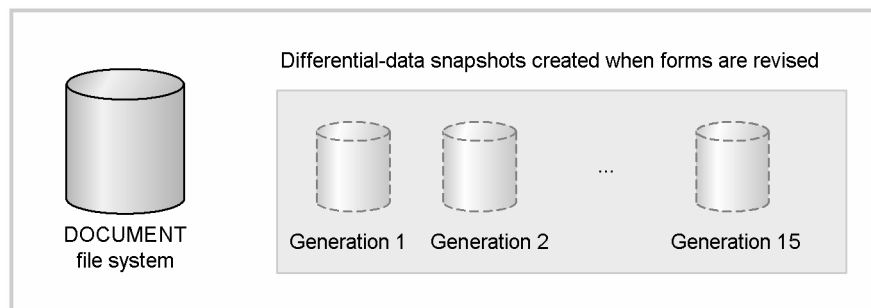 Differential-data snapshots created when forms are revised
...
DOCUMENT
file system
Generation 1
Generation 2
Generation 15